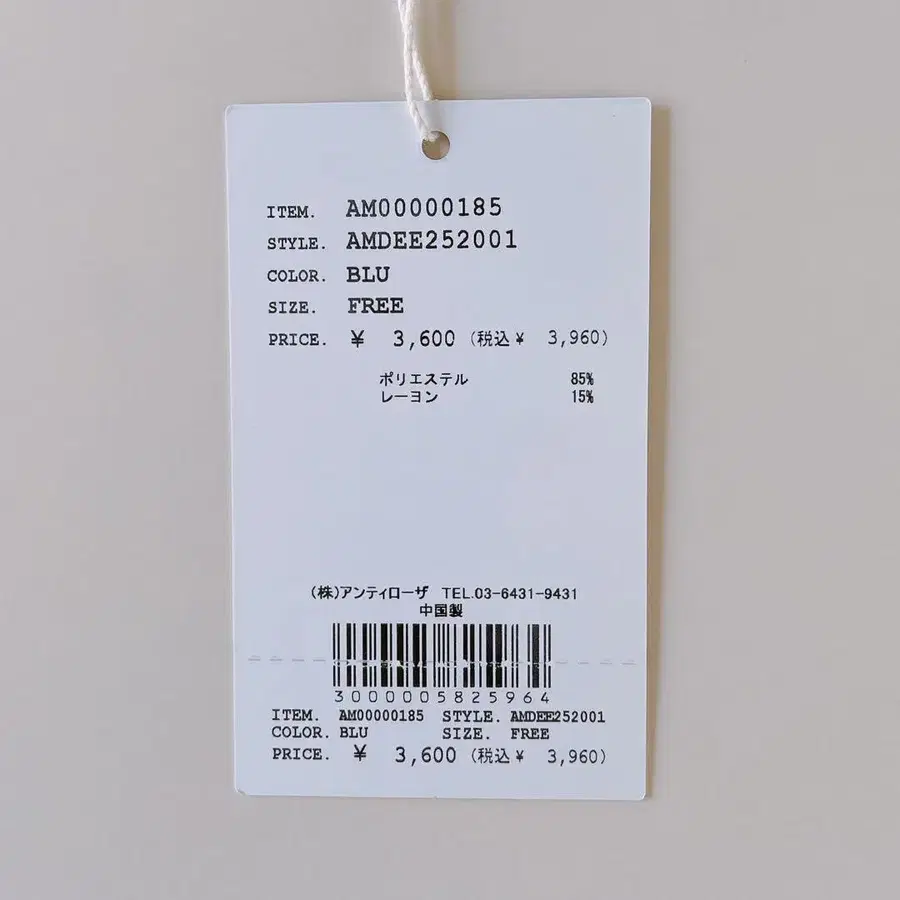 ITEM. AM00000185
STYLE. AMDEE252001
COLOR. BLU
SIZE. FREE
PRICE. ¥ 3,600 (税込¥ 3,960)
ポリエステル 85%
レーヨン 15%
(株)アンティローザ TEL.03-6431-9431
中国製
3000005825964
ITEM. AM00000185 STYLE. AMDEE252001
COLOR. BLU SIZE. FREE
PRICE. ¥ 3,600 (税込¥ 3,960)